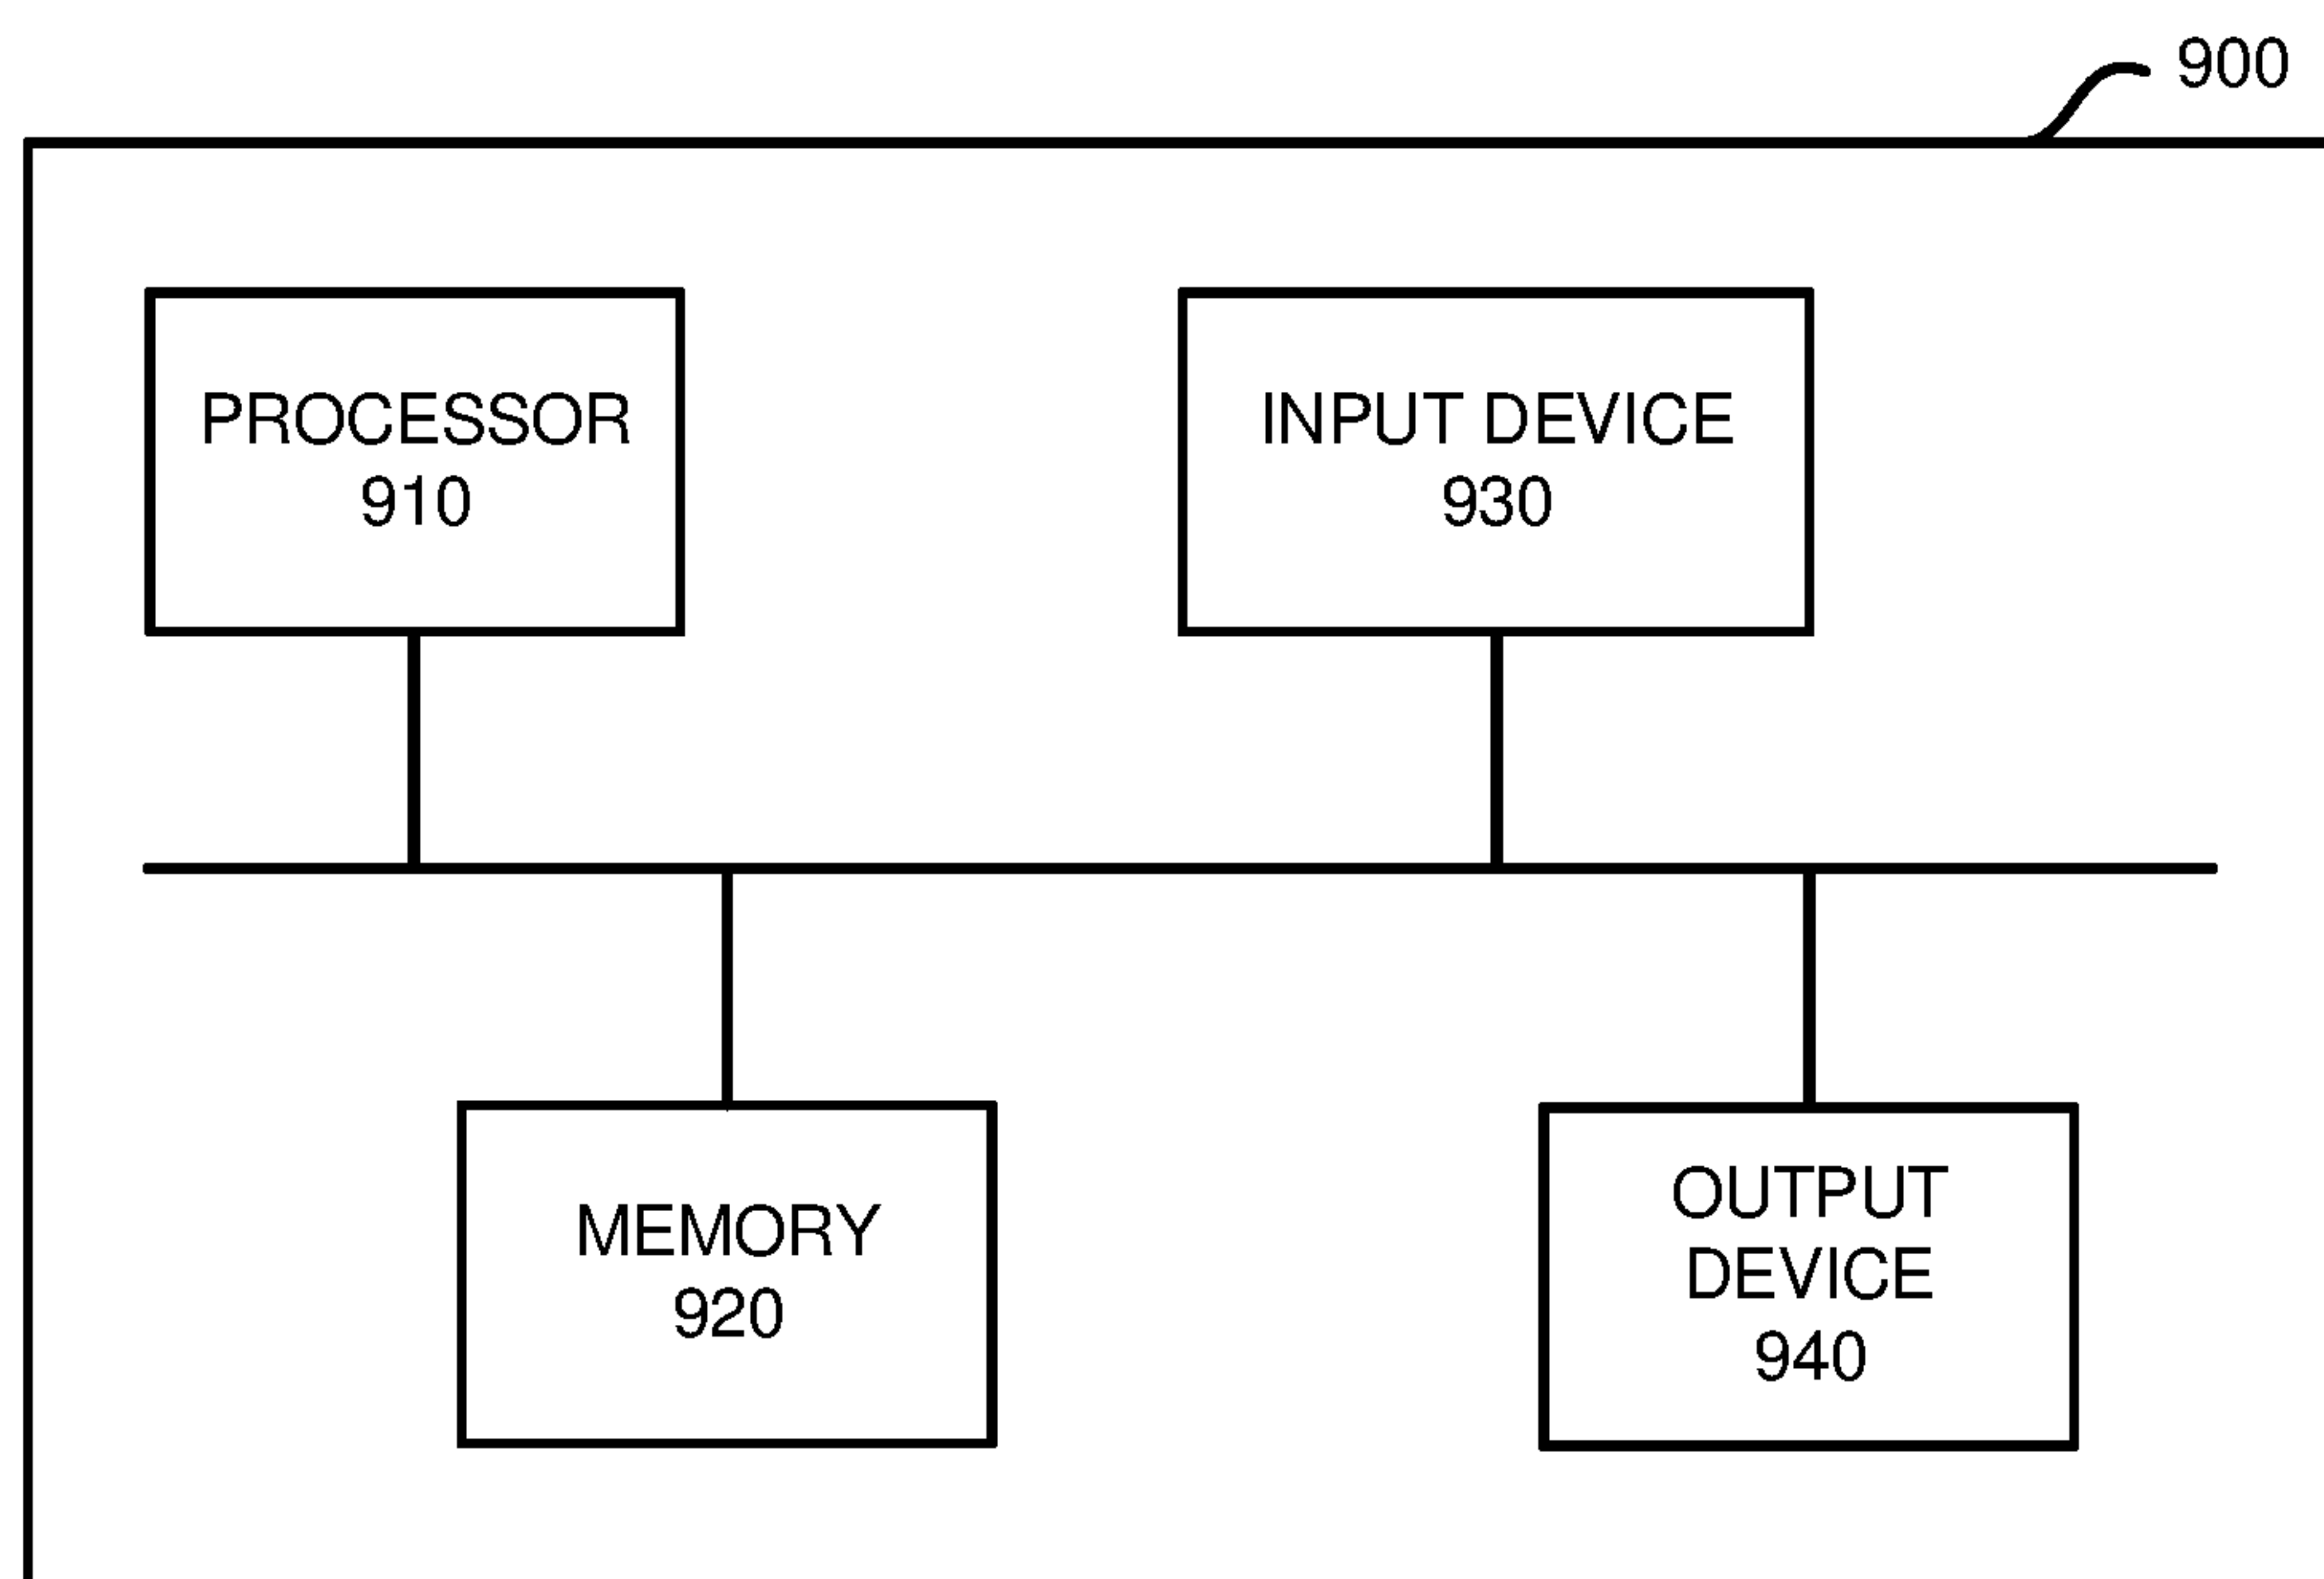 900
PROCESSOR
910
INPUT DEVICE
930
MEMORY
920
OUTPUT
DEVICE
940